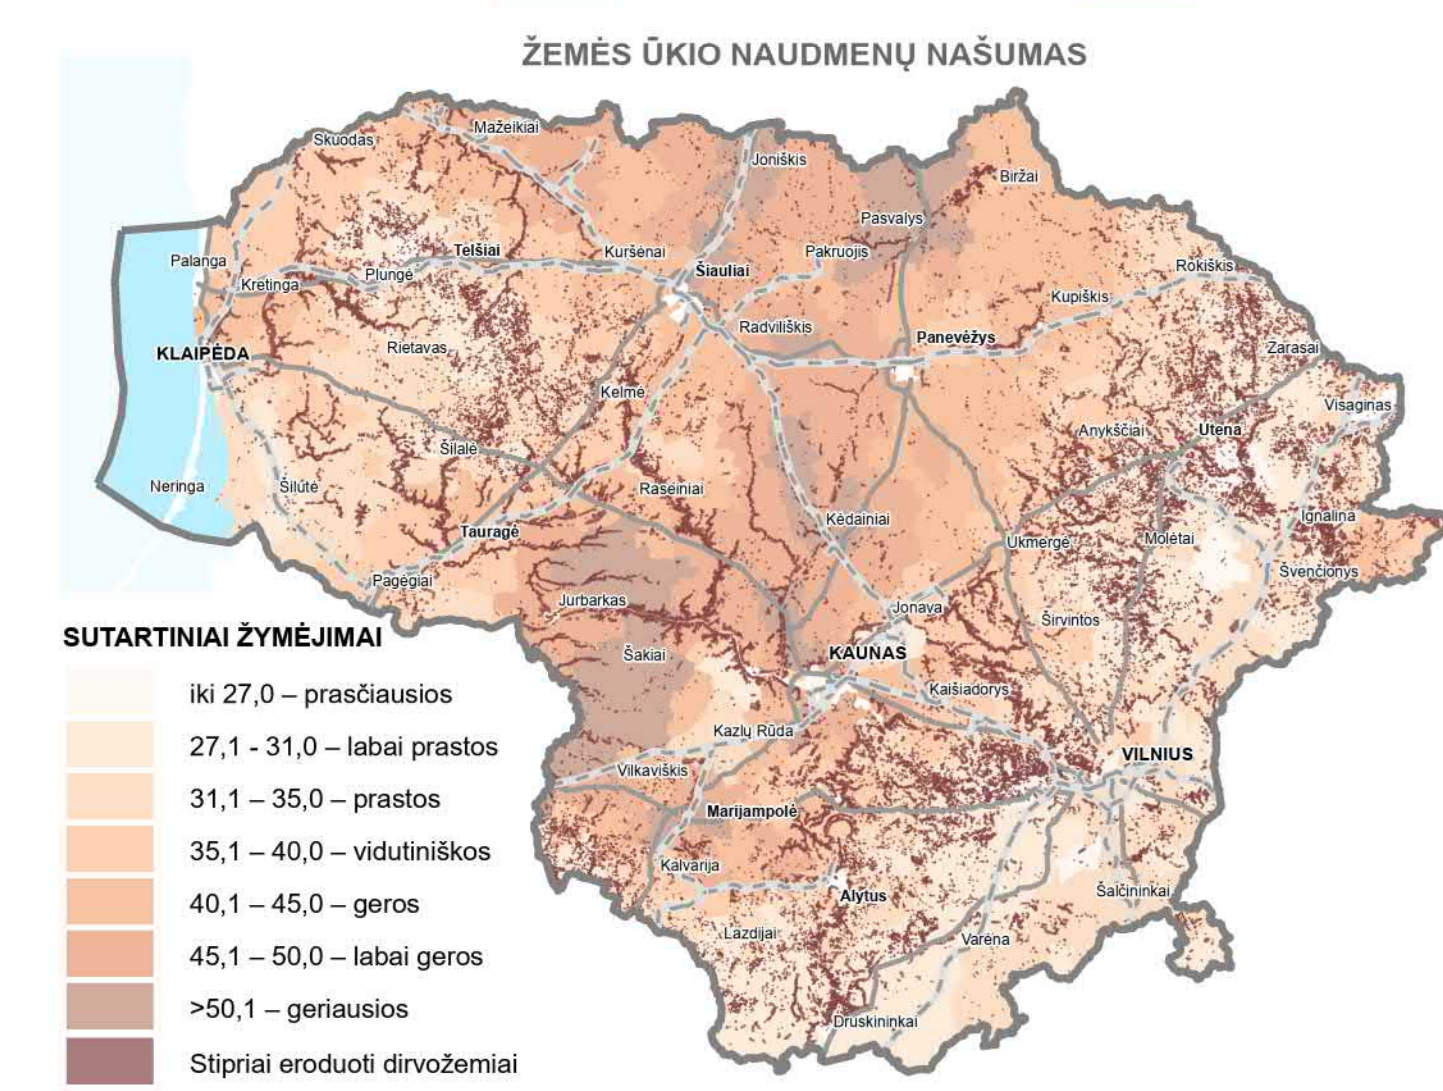 ŽEMĖS ŪKIO NAUDMENŲ NAŠUMAS
Skuodas
Mažeikiai
Joniškis
Biržai
Pasvalys
Palanga
Telšiai
Kuršėnai
Pakruojis
Kretinga
Plungė
Šiauliai
Rokiškis
Kupiškis
Radviliškis
Panevėžys
KLAIPĖDA
Rietavas
Zarasai
Kelmė
Visaginas
Anykščiai
Utena
Šilalė
Neringa
Šilutė
Raseiniai
Kėdainiai
Ignalina
Tauragė
Ukmergė
Molėtai
Švenčionys
Pagėgiai
Jurbarkas
Jonava
Širvintos
Šakiai
KAUNAS
Kaišiadorys
Kazlų Rūda
VILNIUS
Vilkaviškis
Marijampolė
Kalvarija
Alytus
Šalčininkai
Lazdijai
Varėna
Druskininkai
SUTARTINIAI ŽYMĖJIMAI
iki 27,0 – prasčiausios
27,1 - 31,0 – labai prastos
31,1 – 35,0 – prastos
35,1 – 40,0 – vidutiniškos
40,1 – 45,0 – geros
45,1 – 50,0 – labai geros
>50,1 – geriausios
Stipriai eroduoti dirvožemiai